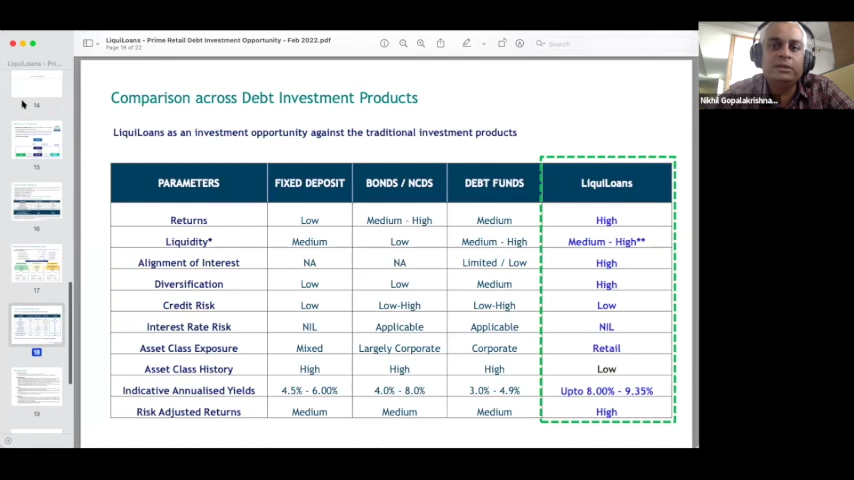 LiquiLoans - Prime Retail Debt Investment Opportunity - Feb 2022.pdf
Page 18 of 22
Search
LiquiLoans - Pri...
14
15
16
17
18
19
Comparison across Debt Investment Products
LiquiLoans as an investment opportunity against the traditional investment products
PARAMETERS FIXED DEPOSIT BONDS / NCDS DEBT FUNDS LiquiLoans
Returns Low Medium - High Medium High
Liquidity* Medium Low Medium - High Medium - High**
Alignment of Interest NA NA Limited / Low High
Diversification Low Low Medium High
Credit Risk Low Low-High Low-High Low
Interest Rate Risk NIL Applicable Applicable NIL
Asset Class Exposure Mixed Largely Corporate Corporate Retail
Asset Class History High High High Low
Indicative Annualised Yields 4.5% - 6.00% 4.0% - 8.0% 3.0% - 4.9% Upto 8.00% - 9.35%
Risk Adjusted Returns Medium Medium Medium High
Nikhil Gopalakrishna...